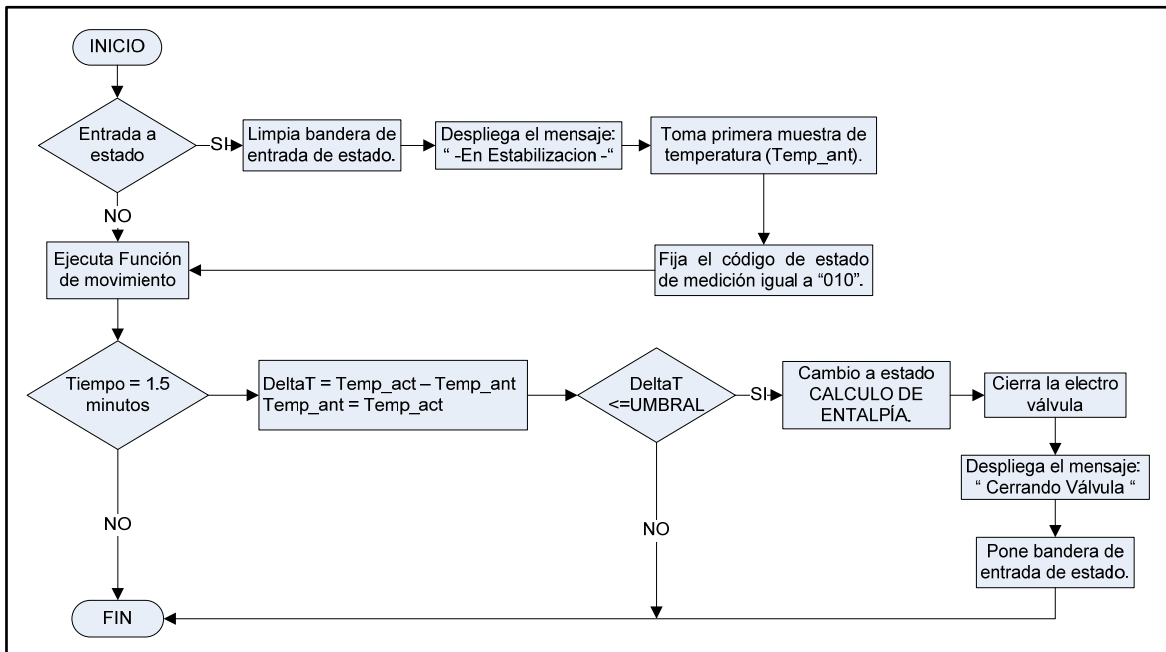 INICIO
Entrada a
estado
SI
Limpia bandera de
entrada de estado.
Despliega el mensaje:
“ -En Estabilizacion -“
Toma primera muestra de
temperatura (Temp_ant).
NO
Ejecuta Función
de movimiento
Fija el código de estado
de medición igual a “010”.
Tiempo = 1.5
minutos
DeltaT = Temp_act – Temp_ant
Temp_ant = Temp_act
DeltaT
<=UMBRAL
SI
Cambio a estado
CALCULO DE
ENTALPÍA.
Cierra la electro
válvula
Despliega el mensaje:
“ Cerrando Válvula “
NO
NO
Pone bandera de
entrada de estado.
FIN